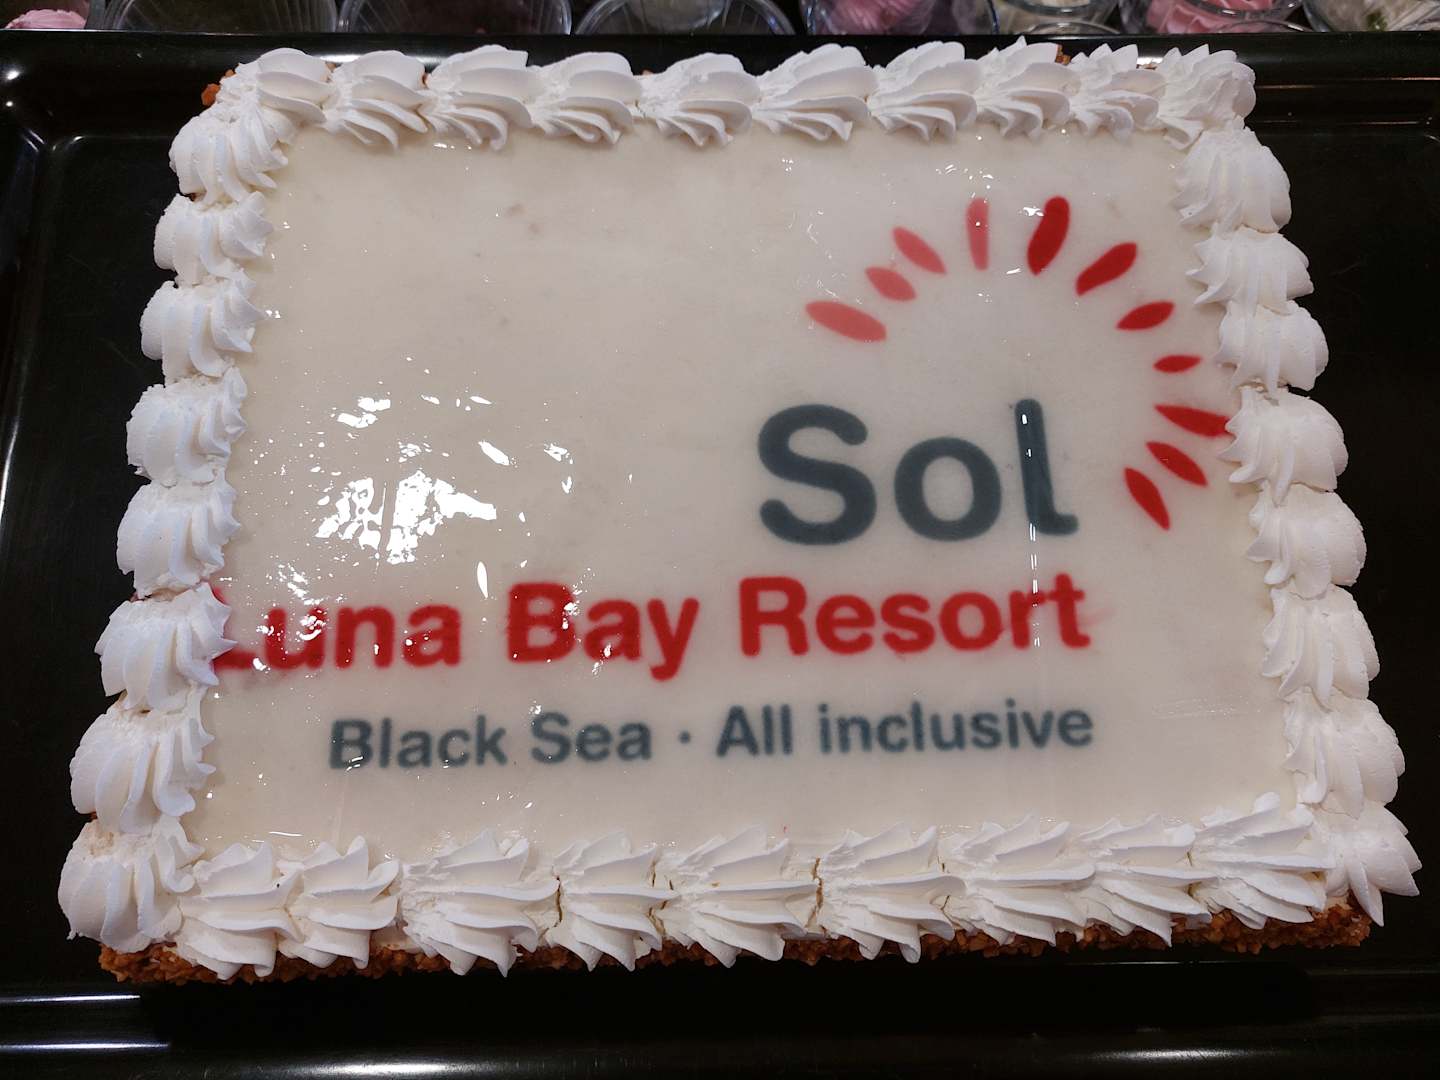 Sol
Luna Bay Resort
Black Sea · All inclusive